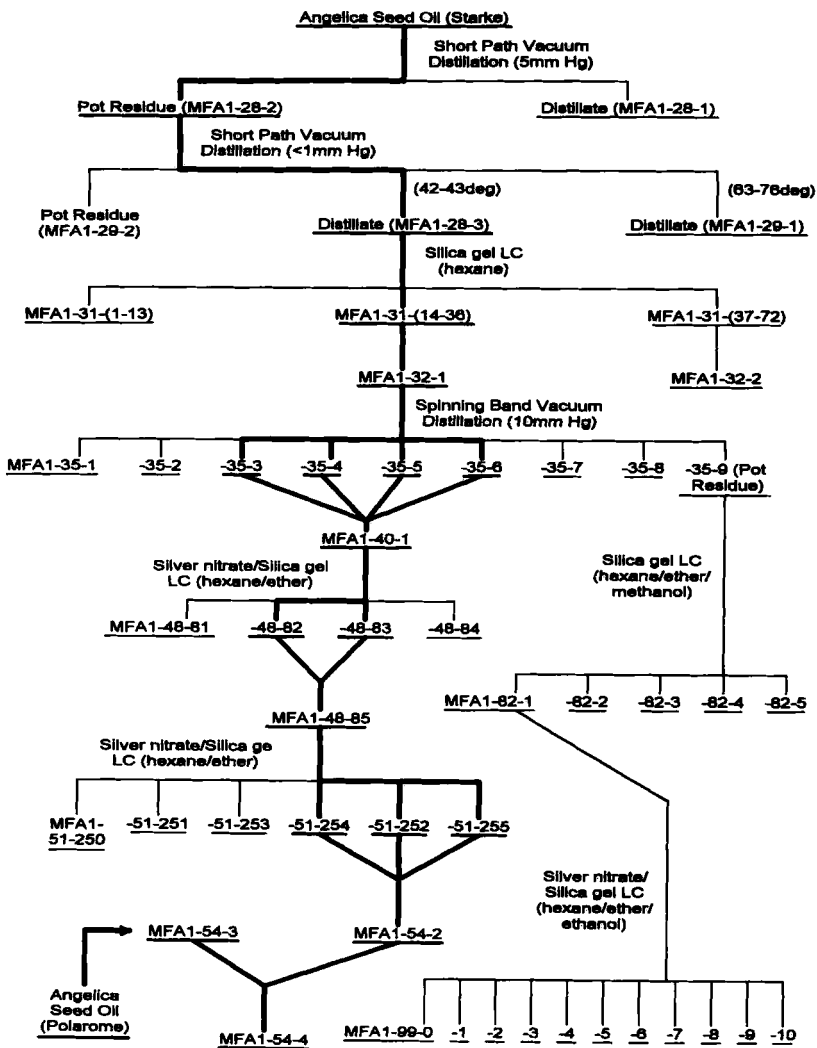 Angelica Seed Oil (Starke)
Short Path Vacuum
Distillation (5mm Hg)
Pot Residue (MFA1-28-2)
Distillate (MFA1-28-1)
Short Path Vacuum
Distillation (<1mm Hg)
(42-43deg)
(63-76deg)
Pot Residue
(MFA1-29-2)
Distillate (MFA1-28-3)
Distillate (MFA1-29-1)
Silica gel LC
(hexane)
MFA1-31-(1-13)
MFA1-31-(14-36)
MFA1-31-(37-72)
MFA1-32-1
MFA1-32-2
Spinning Band Vacuum
Distillation (10mm Hg)
MFA1-35-1
-35-2
-35-3
-35-4
-35-5
-35-6
-35-7
-35-8
-35-9 (Pot
Residue)
MFA1-40-1
Silver nitrate/Silica gel
LC (hexane/ether)
Silica gel LC
(hexane/ether/
methanol)
MFA1-48-81
-48-82
-48-83
-48-84
MFA1-82-1
-82-2
-82-3
-82-4
-82-5
MFA1-48-85
Silver nitrate/Silica ge
LC (hexane/ether)
MFA1-
51-250
-51-251
-51-253
-51-254
-51-252
-51-255
Silver nitrate/
Silica gel LC
(hexane/ether/
ethanol)
MFA1-54-3
MFA1-54-2
Angelica
Seed Oil
(Polarome)
MFA1-54-4
MFA1-99-0
-1
-2
-3
-4
-5
-6
-7
-8
-9
-10